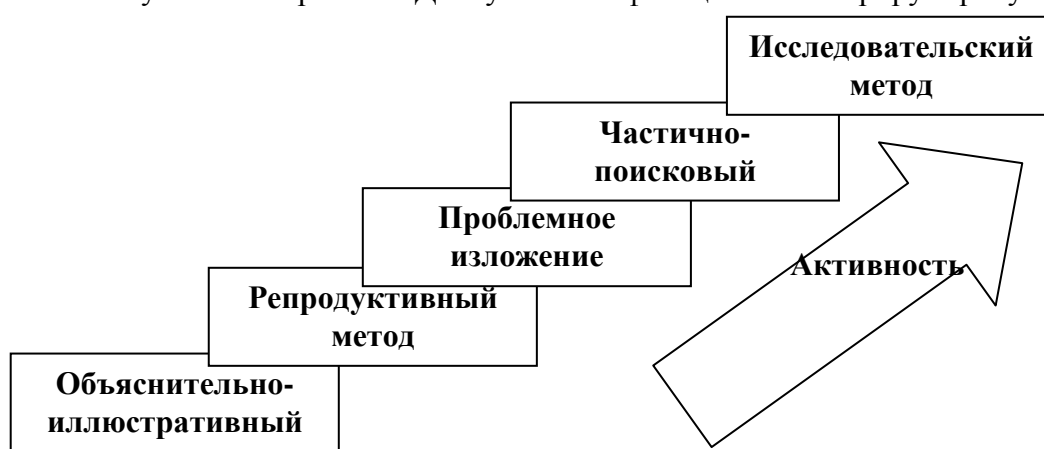 Исследовательский
метод
Частично-
поисковый
Проблемное
изложение
Активность
Репродуктивный
метод
Объяснительно-
иллюстративный